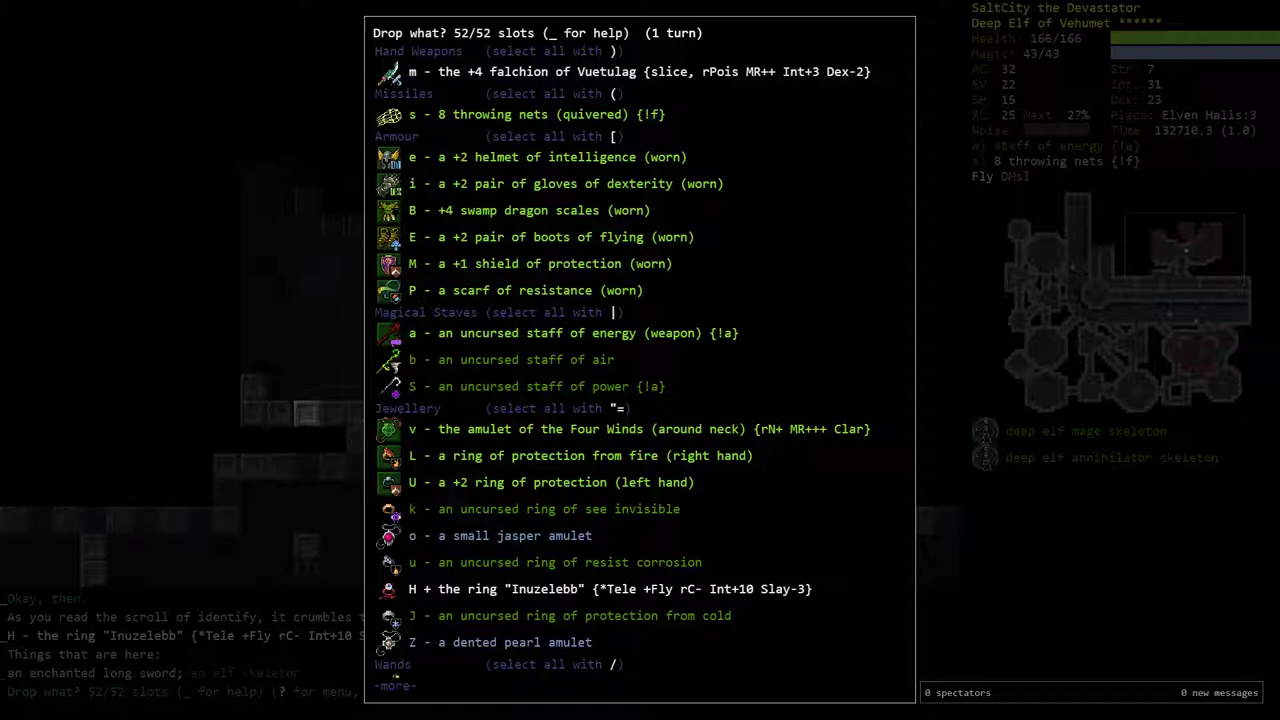 Drop what? 52/52 slots (_ for help)  (1 turn)
Hand Weapons    (select all with ))
m - the +4 falchion of Vuetulag {slice, rPois MR++ Int+3 Dex-2}
Missiles        (select all with ()
s - 8 throwing nets (quivered) {!f}
Armour          (select all with [)
e - a +2 helmet of intelligence (worn)
i - a +2 pair of gloves of dexterity (worn)
B - +4 swamp dragon scales (worn)
E - a +2 pair of boots of flying (worn)
M - a +1 shield of protection (worn)
P - a scarf of resistance (worn)
Magical Staves (select all with |)
a - an uncursed staff of energy (weapon) {!a}
b - an uncursed staff of air
S - an uncursed staff of power {!a}
Jewellery       (select all with "=)
v - the amulet of the Four Winds (around neck) {rN+ MR+++ Clar}
L - a ring of protection from fire (right hand)
U - a +2 ring of protection (left hand)
k - an uncursed ring of see invisible
o - a small jasper amulet
u - an uncursed ring of resist corrosion
H + the ring "Inuzelebb" {*Tele +Fly rC- Int+10 Slay-3}
J - an uncursed ring of protection from cold
Z - a dented pearl amulet
Wands           (select all with /)
-more-
SaltCity the Devastator
Deep Elf of Vehumet ******
Health: 166/166
Magic: 43/43
AC: 32 Str: 7
EV: 22 Int: 31
SH: 15 Dex: 23
XL: 25 Next: 27% Place: Elven Halls:3
Noise: Time: 132710.3 (1.0)
a) staff of energy {!a}
s) 8 throwing nets {!f}
Fly DMsI
deep elf mage skeleton
deep elf annihilator skeleton
_Okay, then.
As you read the scroll of identify, it crumbles t
_H - the ring "Inuzelebb" {*Tele +Fly rC- Int+10 S
Things that are here:
an enchanted long sword; an elf skeleton
Drop what? 52/52 slots (_ for help) (? for menu,
0 spectators
0 new messages